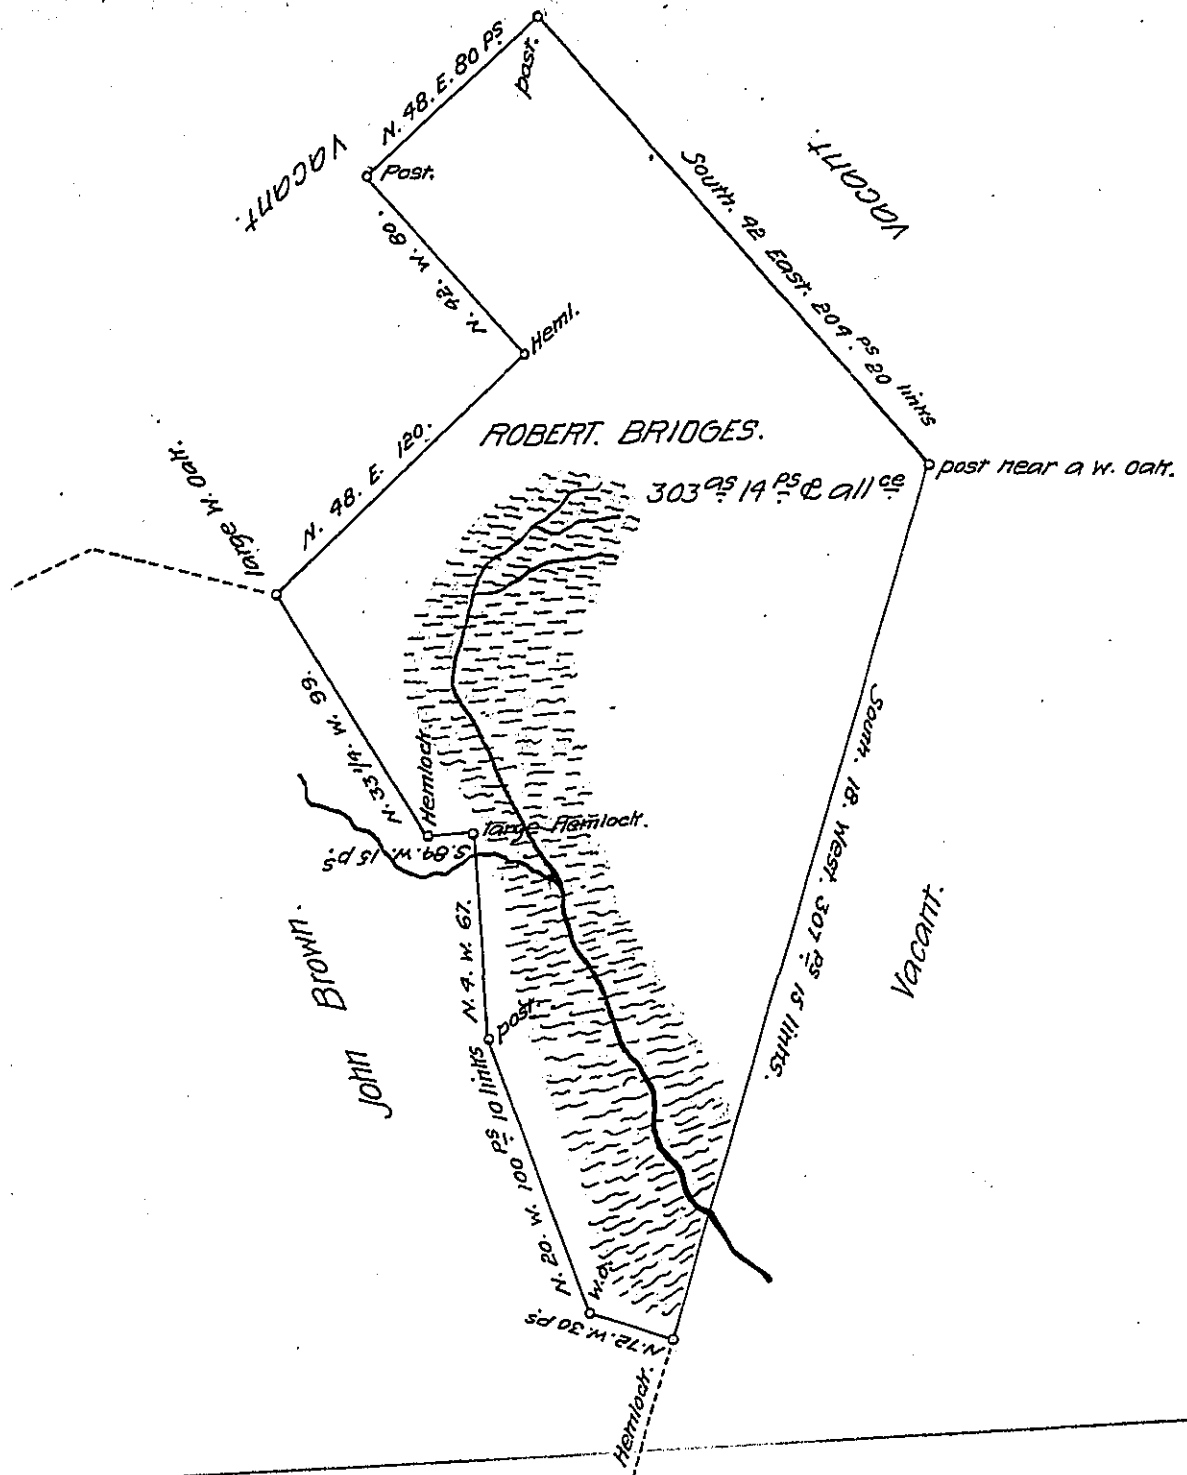 N. 48. E. 80 Ps
post.
Vacant.
Post.
Vacant.
N. 42. W. 80.
South. 42 East. 204. ps 20 links
Heml.
ROBERT. BRIDGES.
303 as 14 ps & all ce
post near a w. oak.
large w. oak.
N. 48. E. 120.
N. 33 1/4. W. 99.
Hemlock.
large Hemlock.
S. 84. W. 15 ps
South. 18. West. 307 ps 15 links.
Vacant.
John Brown.
N. 4. W. 67.
post.
N. 20. W. 100 ps 10 links
w.o.
N. 72. W. 30 ps
Hemlock.